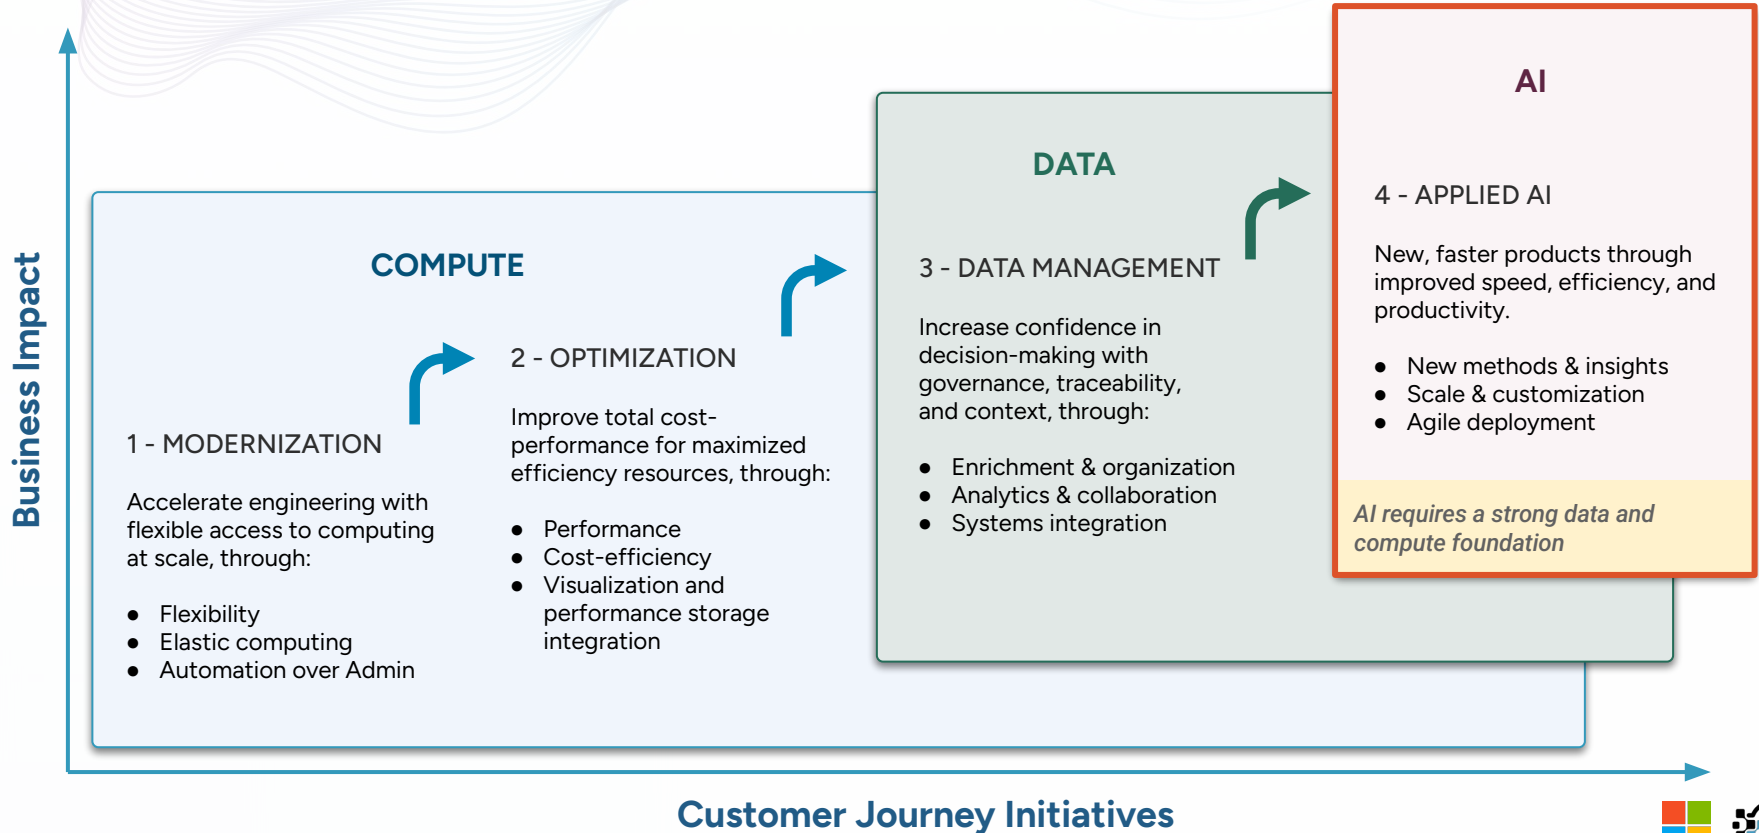 Business Impact
COMPUTE
1 - MODERNIZATION
Accelerate engineering with
flexible access to computing
at scale, through:
● Flexibility
● Elastic computing
● Automation over Admin
2 - OPTIMIZATION
Improve total cost-
performance for maximized
efficiency resources, through:
● Performance
● Cost-efficiency
● Visualization and
performance storage
integration
DATA
3 - DATA MANAGEMENT
Increase confidence in
decision-making with
governance, traceability,
and context, through:
● Enrichment & organization
● Analytics & collaboration
● Systems integration
AI
4 - APPLIED AI
New, faster products through
improved speed, efficiency, and
productivity.
● New methods & insights
● Scale & customization
● Agile deployment
AI requires a strong data and
compute foundation
Customer Journey Initiatives